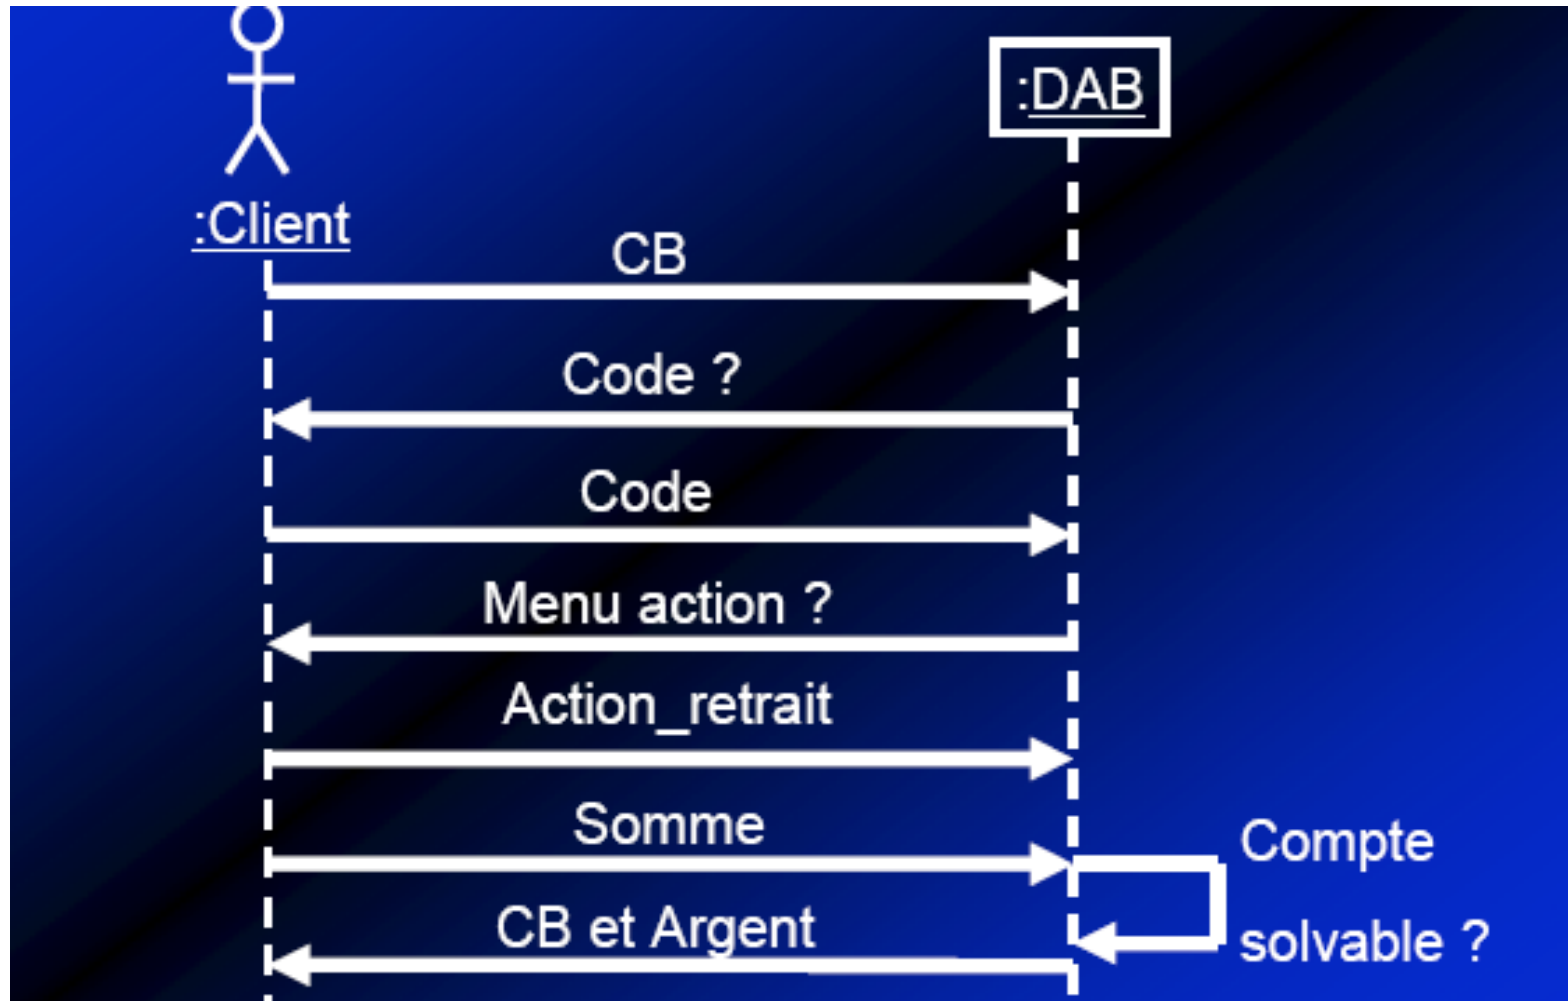 :DAB
:Client
CB
Code ?
Code
Menu action ?
Action_retrait
Somme
Compte
solvable ?
CB et Argent